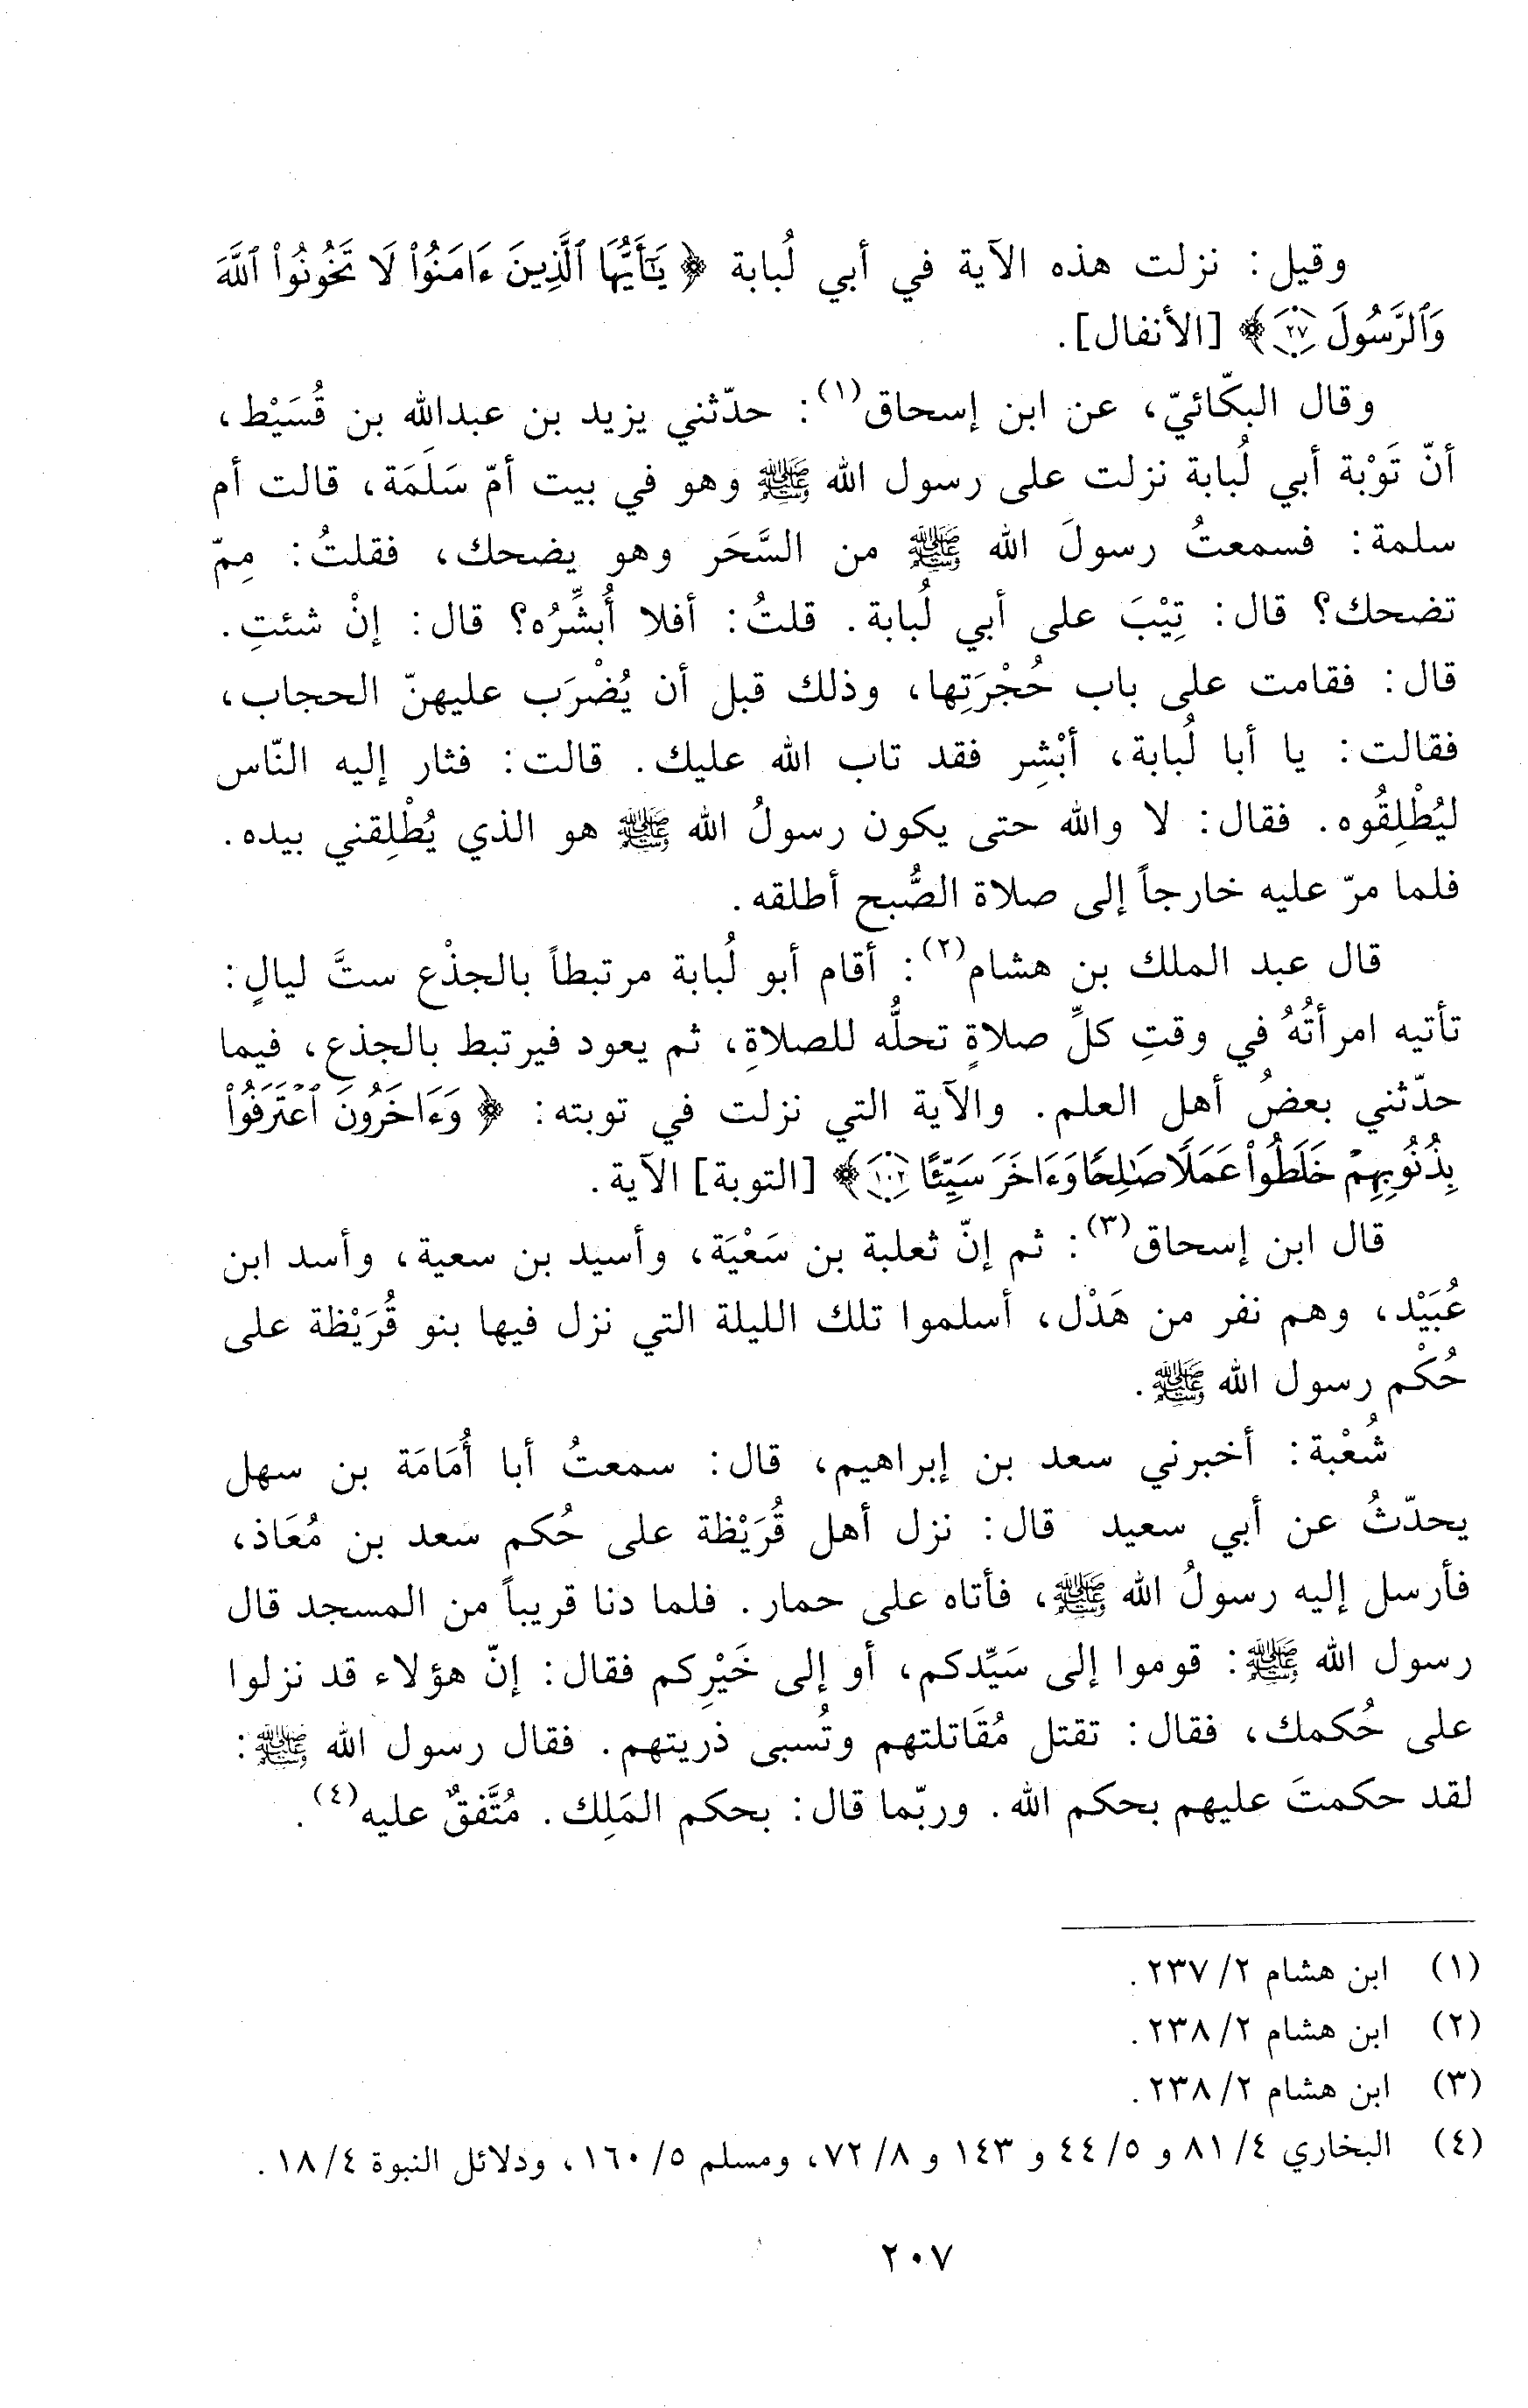 وقيل: نزلت هذه الآية في أبي لُبابة ﴿يَٰٓأَيُّهَا ٱلَّذِينَ ءَامَنُوا۟ لَا تَخُونُوا۟ ٱللَّهَ
وَٱلرَّسُولَ ٢٧﴾ [الأنفال].
وقال البكّائيّ، عن ابن إسحاق(١): حدّثني يزيد بن عبدالله بن قُسَيْط،
أنّ تَوْبة أبي لُبابة نزلت على رسول الله ﷺ وهو في بيت أمّ سَلَمَة، قالت أم
سلمة: فسمعتُ رسولَ الله ﷺ من السَّحَر وهو يضحك، فقلتُ: مِمّ
تضحك؟ قال: تِيْبَ على أبي لُبابة. قلتُ: أفلا أُبشِّرُه؟ قال: إنْ شئتِ.
قال: فقامت على باب حُجْرَتِها، وذلك قبل أن يُضْرَب عليهنّ الحجاب،
فقالت: يا أبا لُبابة، أبْشِر فقد تاب الله عليك. قالت: فثار إليه النّاس
ليُطْلِقُوه. فقال: لا والله حتى يكون رسولُ الله ﷺ هو الذي يُطْلِقني بيده.
فلما مرّ عليه خارجاً إلى صلاة الصُّبح أطلقه.
قال عبد الملك بن هشام(٢): أقام أبو لُبابة مرتبطاً بالجذْع ستَّ ليالٍ:
تأتيه امرأتُهُ في وقتِ كلِّ صلاةٍ تحلُّه للصلاةِ، ثم يعود فيرتبط بالجذع، فيما
حدّثني بعضُ أهل العلم. والآية التي نزلت في توبته: ﴿وَءَاخَرُونَ ٱعْتَرَفُوا۟
بِذُنُوبِهِمْ خَلَطُوا۟ عَمَلًا صَٰلِحًا وَءَاخَرَ سَيِّئًا ١٠٢﴾ [التوبة] الآية.
قال ابن إسحاق(٣): ثم إنّ ثعلبة بن سَعْيَة، وأسيد بن سعية، وأسد ابن
عُبَيْد، وهم نفر من هَدْل، أسلموا تلك الليلة التي نزل فيها بنو قُرَيْظة على
حُكْم رسول الله ﷺ.
شُعْبة: أخبرني سعد بن إبراهيم، قال: سمعتُ أبا أُمَامَة بن سهل
يحدّثُ عن أبي سعيد قال: نزل أهل قُرَيْظة على حُكم سعد بن مُعَاذ،
فأرسل إليه رسولُ الله ﷺ، فأتاه على حمار. فلما دنا قريباً من المسجد قال
رسول الله ﷺ: قوموا إلى سَيِّدكم، أو إلى خَيْرِكم فقال: إنّ هؤلاء قد نزلوا
على حُكمك، فقال: تقتل مُقَاتلتهم وتُسبى ذريتهم. فقال رسول الله ﷺ:
لقد حكمتَ عليهم بحكم الله. وربّما قال: بحكم المَلِك. مُتَّفقٌ عليه(٤).
(١) ابن هشام ٢/ ٢٣٧.
(٢) ابن هشام ٢/ ٢٣٨.
(٣) ابن هشام ٢/ ٢٣٨.
(٤) البخاري ٤/ ٨١ و ٥/ ٤٤ و ١٤٣ و ٨/ ٧٢، ومسلم ٥/ ١٦٠، ودلائل النبوة ٤/ ١٨.
٢٠٧